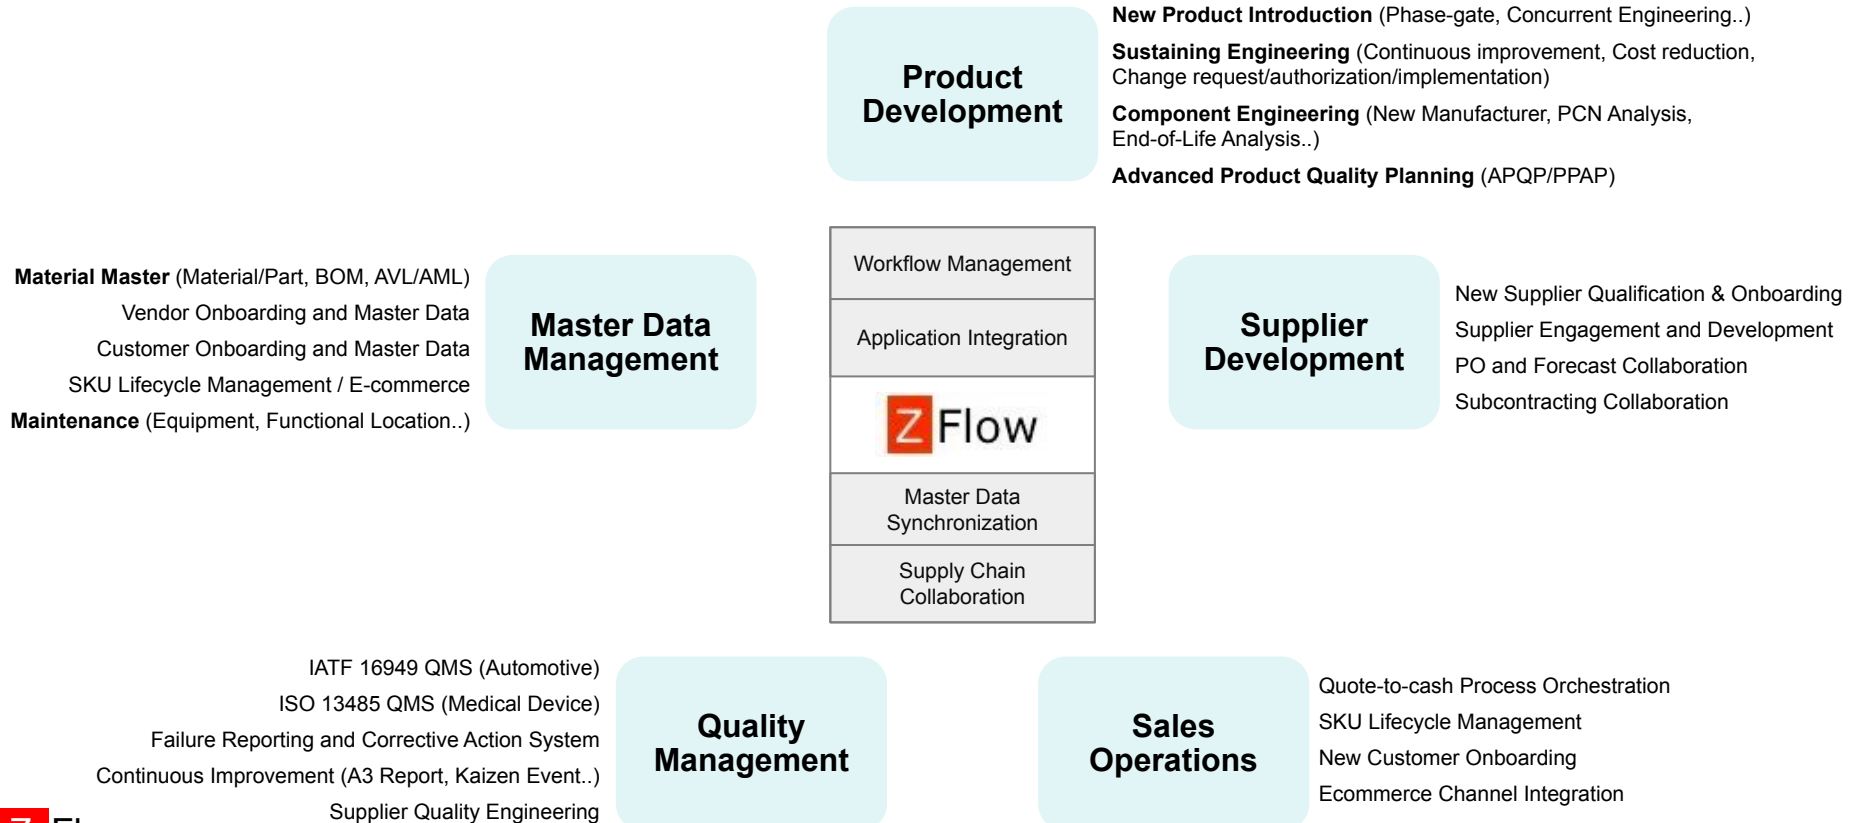 Product
Development
New Product Introduction (Phase-gate, Concurrent Engineering..)
Sustaining Engineering (Continuous improvement, Cost reduction,
Change request/authorization/implementation)
Component Engineering (New Manufacturer, PCN Analysis,
End-of-Life Analysis..)
Advanced Product Quality Planning (APQP/PPAP)
Material Master (Material/Part, BOM, AVL/AML)
Vendor Onboarding and Master Data
Customer Onboarding and Master Data
SKU Lifecycle Management / E-commerce
Maintenance (Equipment, Functional Location..)
Master Data
Management
Workflow Management
Application Integration
Z Flow
Master Data
Synchronization
Supply Chain
Collaboration
Supplier
Development
New Supplier Qualification & Onboarding
Supplier Engagement and Development
PO and Forecast Collaboration
Subcontracting Collaboration
IATF 16949 QMS (Automotive)
ISO 13485 QMS (Medical Device)
Failure Reporting and Corrective Action System
Continuous Improvement (A3 Report, Kaizen Event..)
Supplier Quality Engineering
Quality
Management
Sales
Operations
Quote-to-cash Process Orchestration
SKU Lifecycle Management
New Customer Onboarding
Ecommerce Channel Integration